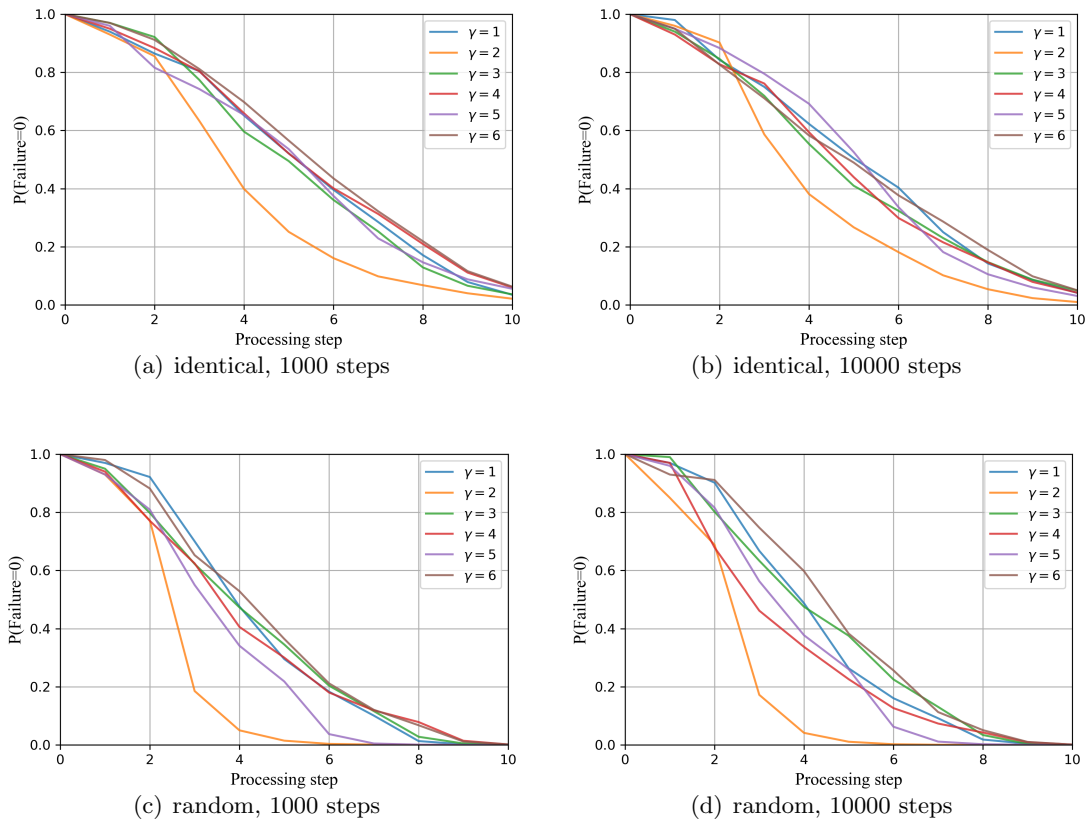 1.0
0.8
0.6
0.4
0.2
0.0
P(Failure=0)
0 2 4 6 8 10
Processing step
γ = 1
γ = 2
γ = 3
γ = 4
γ = 5
γ = 6
(a) identical, 1000 steps
1.0
0.8
0.6
0.4
0.2
0.0
P(Failure=0)
0 2 4 6 8 10
Processing step
γ = 1
γ = 2
γ = 3
γ = 4
γ = 5
γ = 6
(b) identical, 10000 steps
1.0
0.8
0.6
0.4
0.2
0.0
P(Failure=0)
0 2 4 6 8 10
Processing step
γ = 1
γ = 2
γ = 3
γ = 4
γ = 5
γ = 6
(c) random, 1000 steps
1.0
0.8
0.6
0.4
0.2
0.0
P(Failure=0)
0 2 4 6 8 10
Processing step
γ = 1
γ = 2
γ = 3
γ = 4
γ = 5
γ = 6
(d) random, 10000 steps